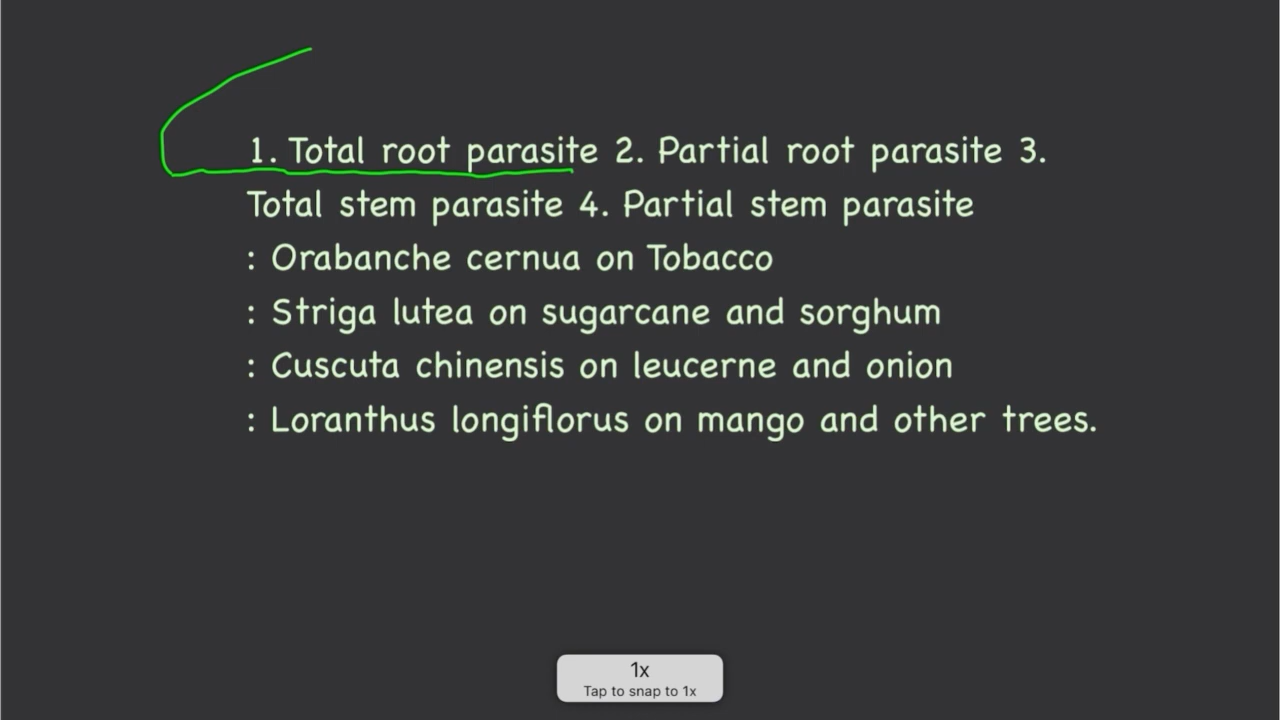 1. Total root parasite 2. Partial root parasite 3.
Total stem parasite 4. Partial stem parasite
: Orabanche cernua on Tobacco
: Striga lutea on sugarcane and sorghum
: Cuscuta chinensis on leucerne and onion
: Loranthus longiflorus on mango and other trees.
1x
Tap to snap to 1x